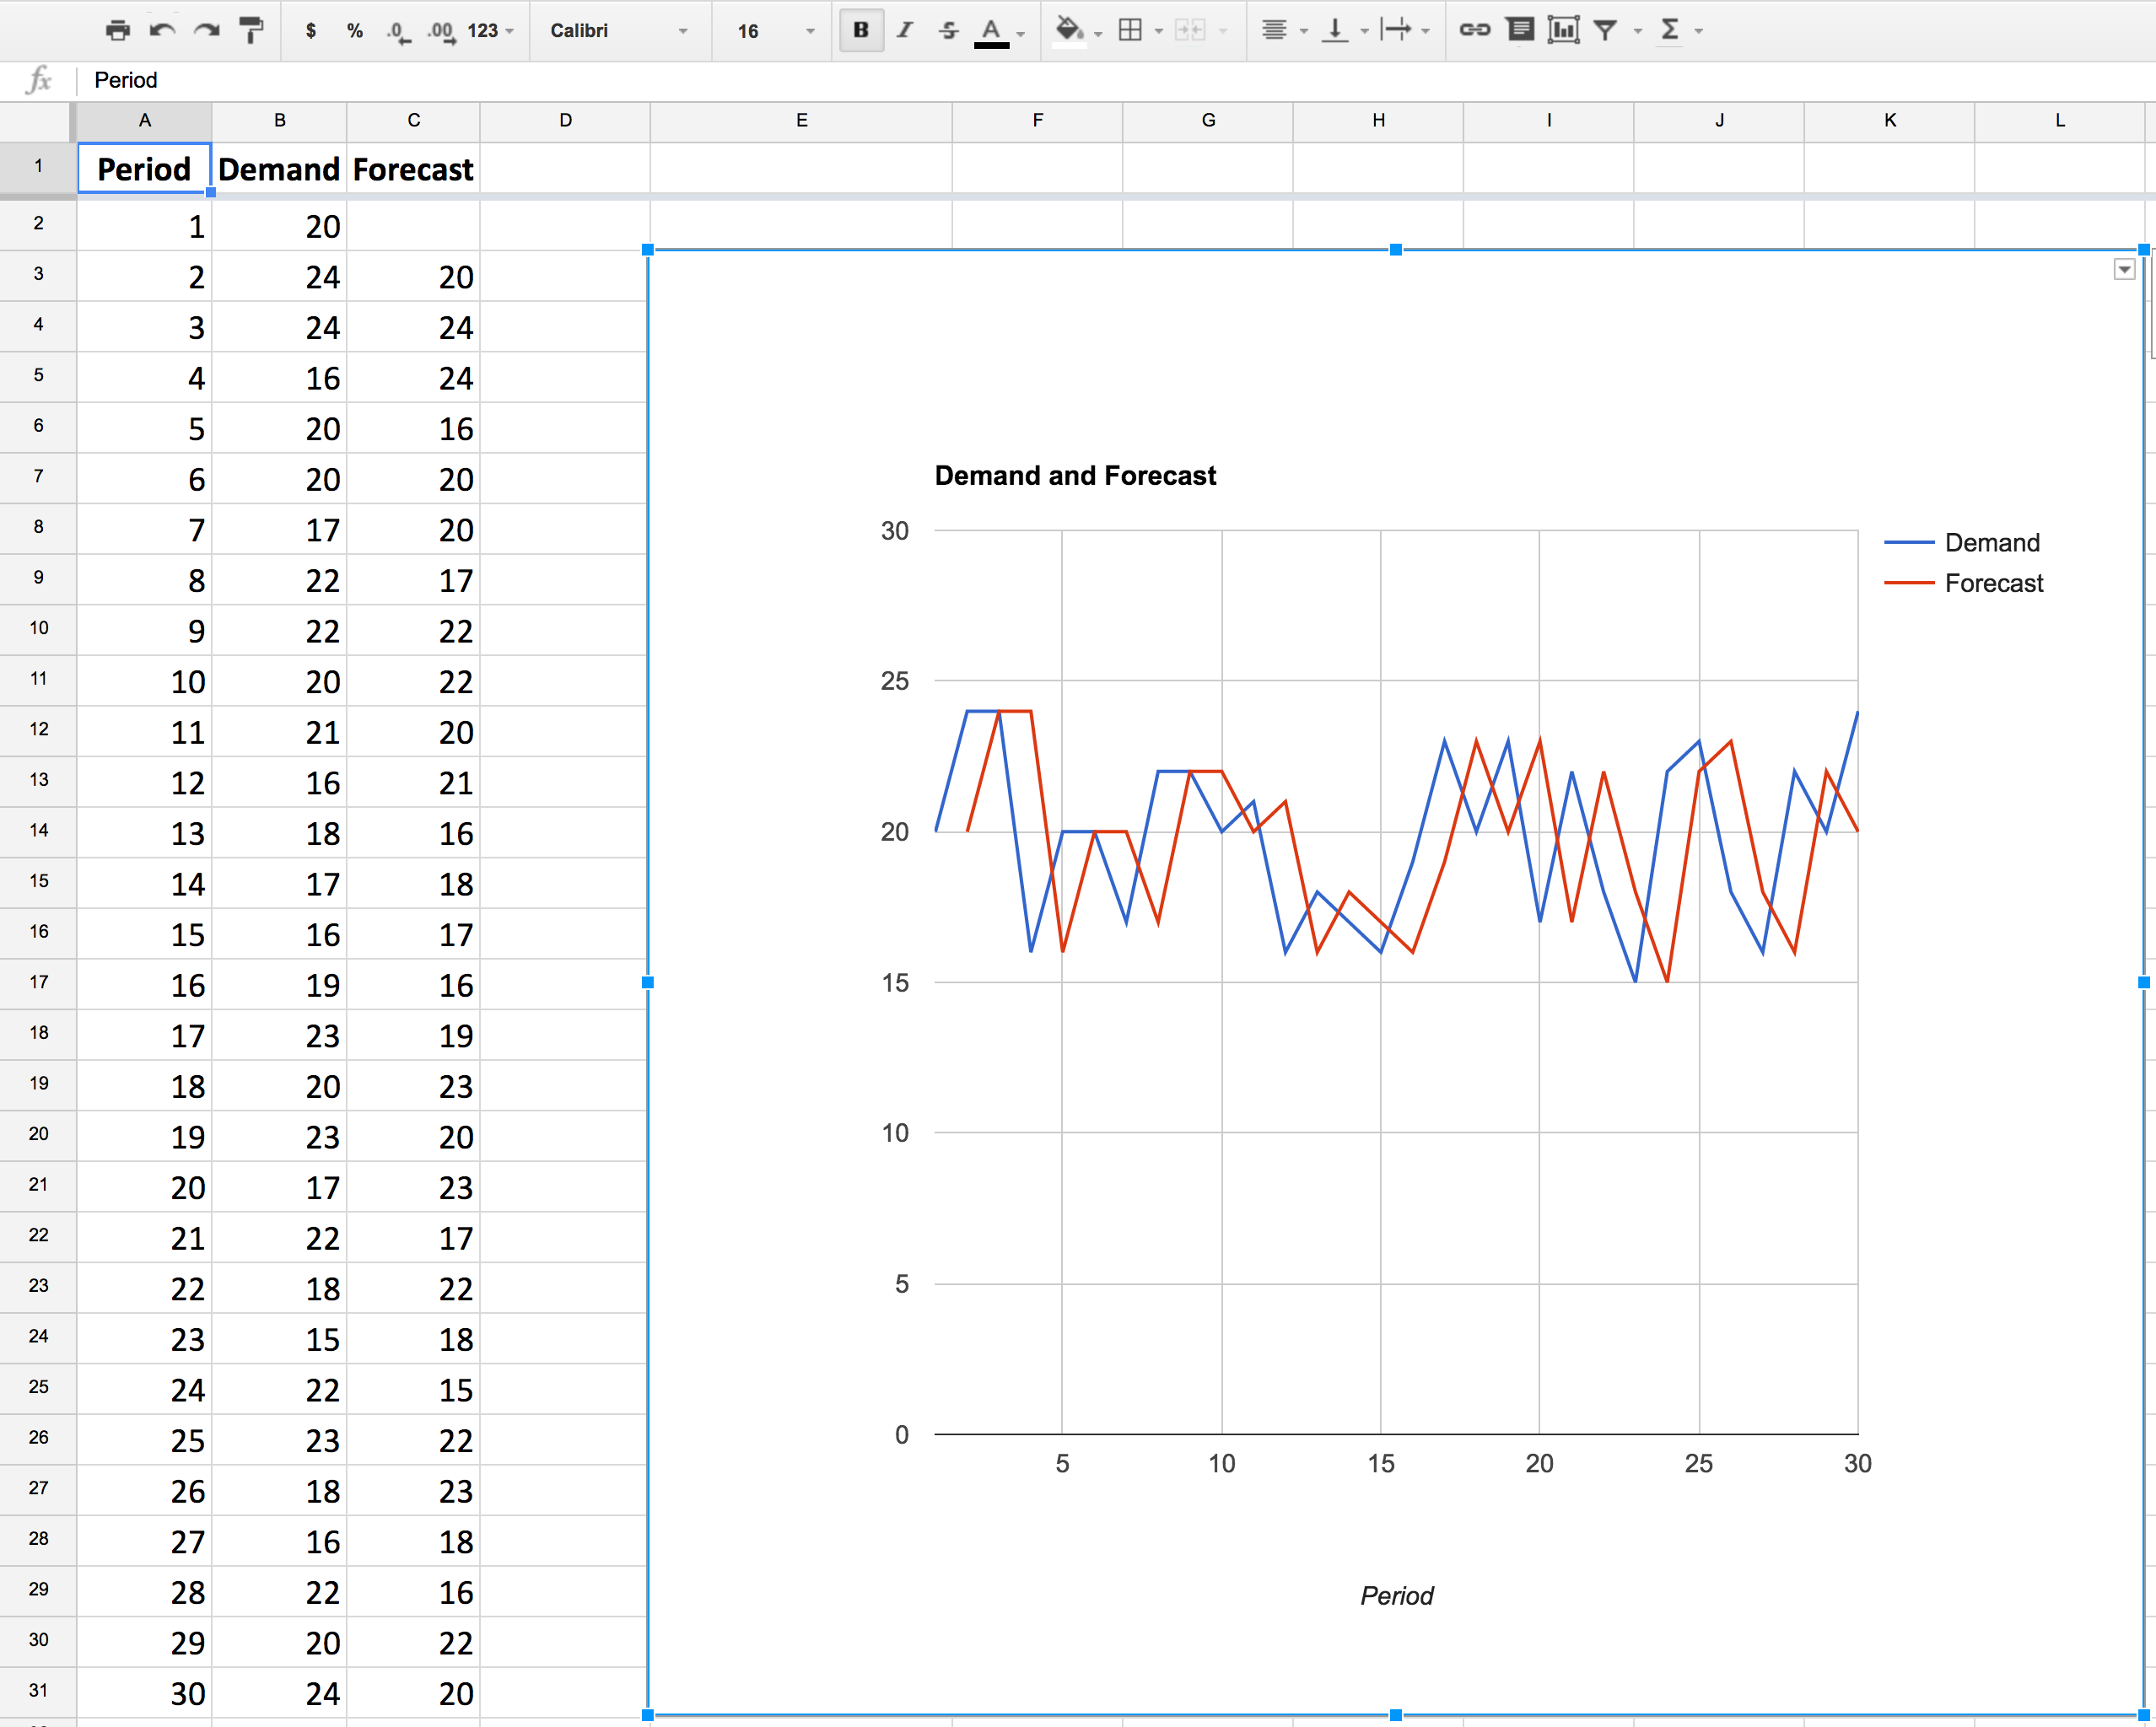 $ % .0 .00 123 Calibri 16 B I S A Σ
fx Period
A B C D E F G H I J K L
1 Period Demand Forecast
2 1 20
3 2 24 20
4 3 24 24
5 4 16 24
6 5 20 16
7 6 20 20
8 7 17 20
9 8 22 17
10 9 22 22
11 10 20 22
12 11 21 20
13 12 16 21
14 13 18 16
15 14 17 18
16 15 16 17
17 16 19 16
18 17 23 19
19 18 20 23
20 19 23 20
21 20 17 23
22 21 22 17
23 22 18 22
24 23 15 18
25 24 22 15
26 25 23 22
27 26 18 23
28 27 16 18
29 28 22 16
30 29 20 22
31 30 24 20
Demand and Forecast
30
25
20
15
10
5
0
5 10 15 20 25 30
Period
Demand
Forecast